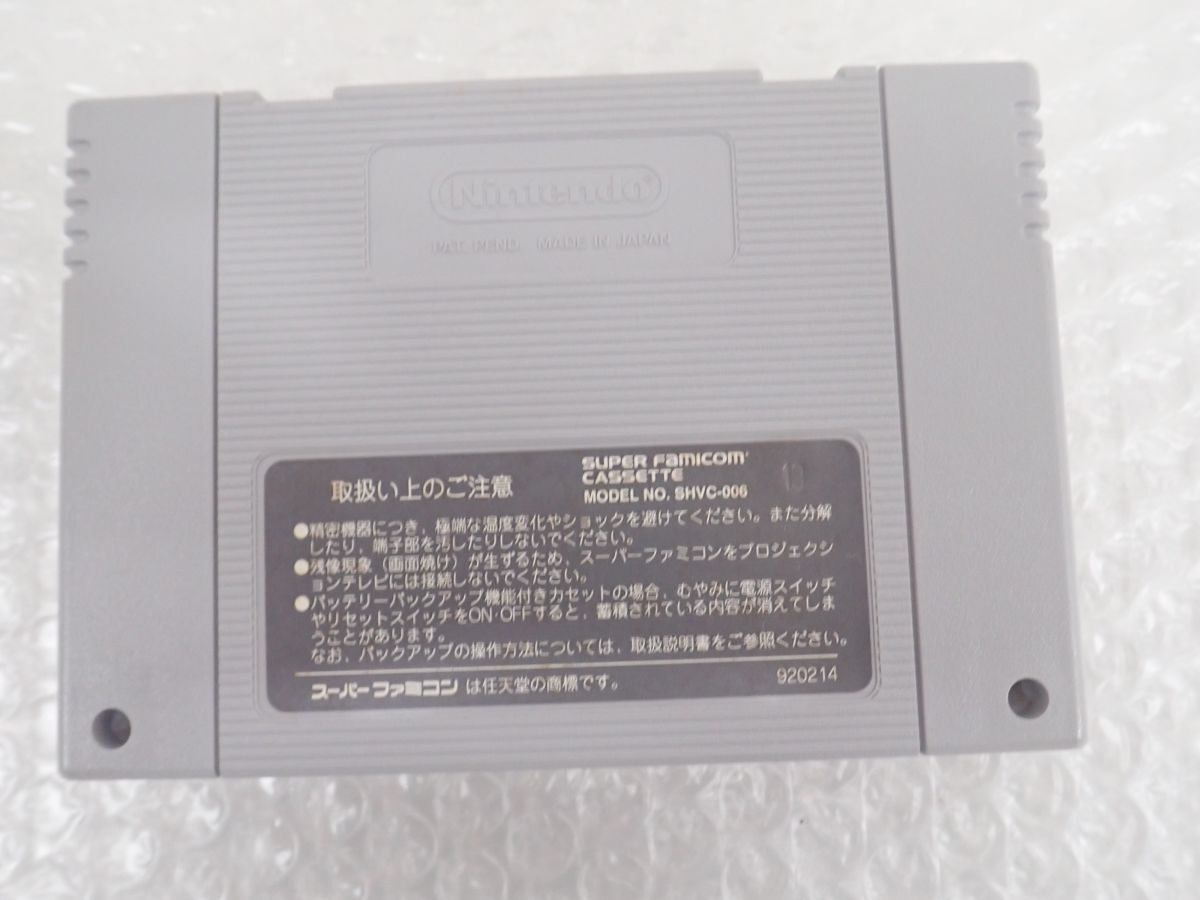 Nintendo®
PAT. PEND. MADE IN JAPAN
取扱い上のご注意
SUPER FAMICOM
CASSETTE
MODEL NO. SHVC-006
●精密機器につき、極端な温度変化やショックを避けてください。また分解
したり、端子部を汚したりしないでください。
●残像現象(画面焼け)が生ずるため、スーパーファミコンをプロジェクシ
ョンテレビには接続しないでください。
●バッテリーバックアップ機能付きカセットの場合、むやみに電源スイッチ
やリセットスイッチをON・OFFすると、蓄積されている内容が消えてしま
うことがあります。
なお、バックアップの操作方法については、取扱説明書をご参照ください。
スーパーファミコン は任天堂の商標です。
920214